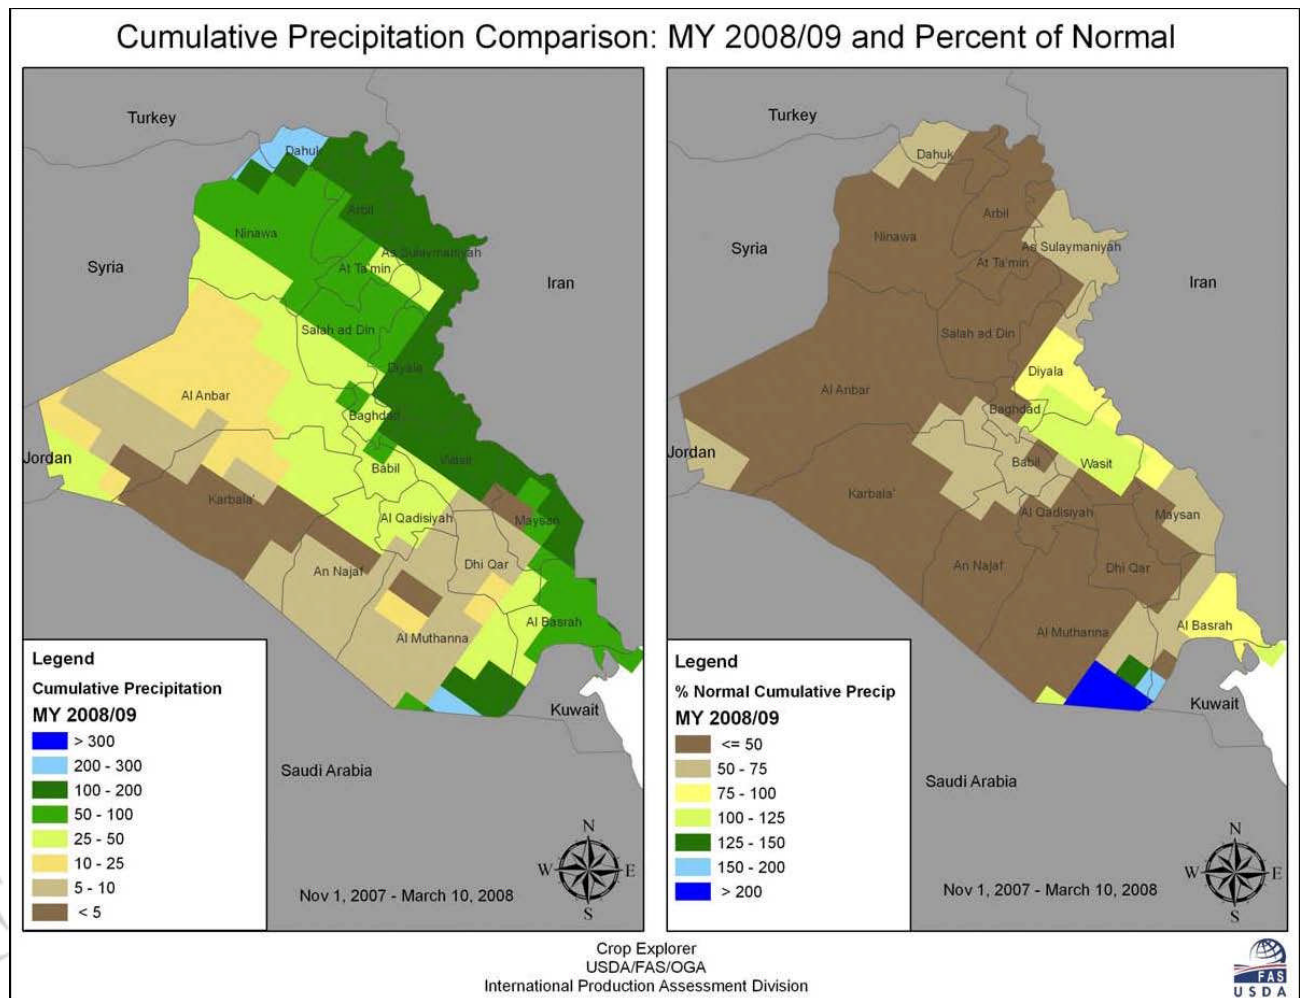 Cumulative Precipitation Comparison: MY 2008/09 and Percent of Normal
Turkey
Dahuk
Arbil
Ninawa
As Sulaymaniyah
Syria
At Ta'min
Iran
Salah ad Din
Diyala
Al Anbar
Baghdad
Jordan
Babil
Wasit
Karbala'
Al Qadisiyah
Maysan
An Najaf
Dhi Qar
Al Basrah
Al Muthanna
Kuwait
Saudi Arabia
Legend
Cumulative Precipitation
MY 2008/09
> 300
200 - 300
100 - 200
50 - 100
25 - 50
10 - 25
5 - 10
< 5
N
W E
S
Nov 1, 2007 - March 10, 2008
Turkey
Dahuk
Arbil
Ninawa
As Sulaymaniyah
Syria
At Ta'min
Iran
Salah ad Din
Diyala
Al Anbar
Baghdad
Jordan
Babil
Wasit
Karbala'
Al Qadisiyah
Maysan
An Najaf
Dhi Qar
Al Basrah
Al Muthanna
Kuwait
Saudi Arabia
Legend
% Normal Cumulative Precip
MY 2008/09
<= 50
50 - 75
75 - 100
100 - 125
125 - 150
150 - 200
> 200
N
W E
S
Nov 1, 2007 - March 10, 2008
Crop Explorer
USDA/FAS/OGA
International Production Assessment Division
FAS
USDA